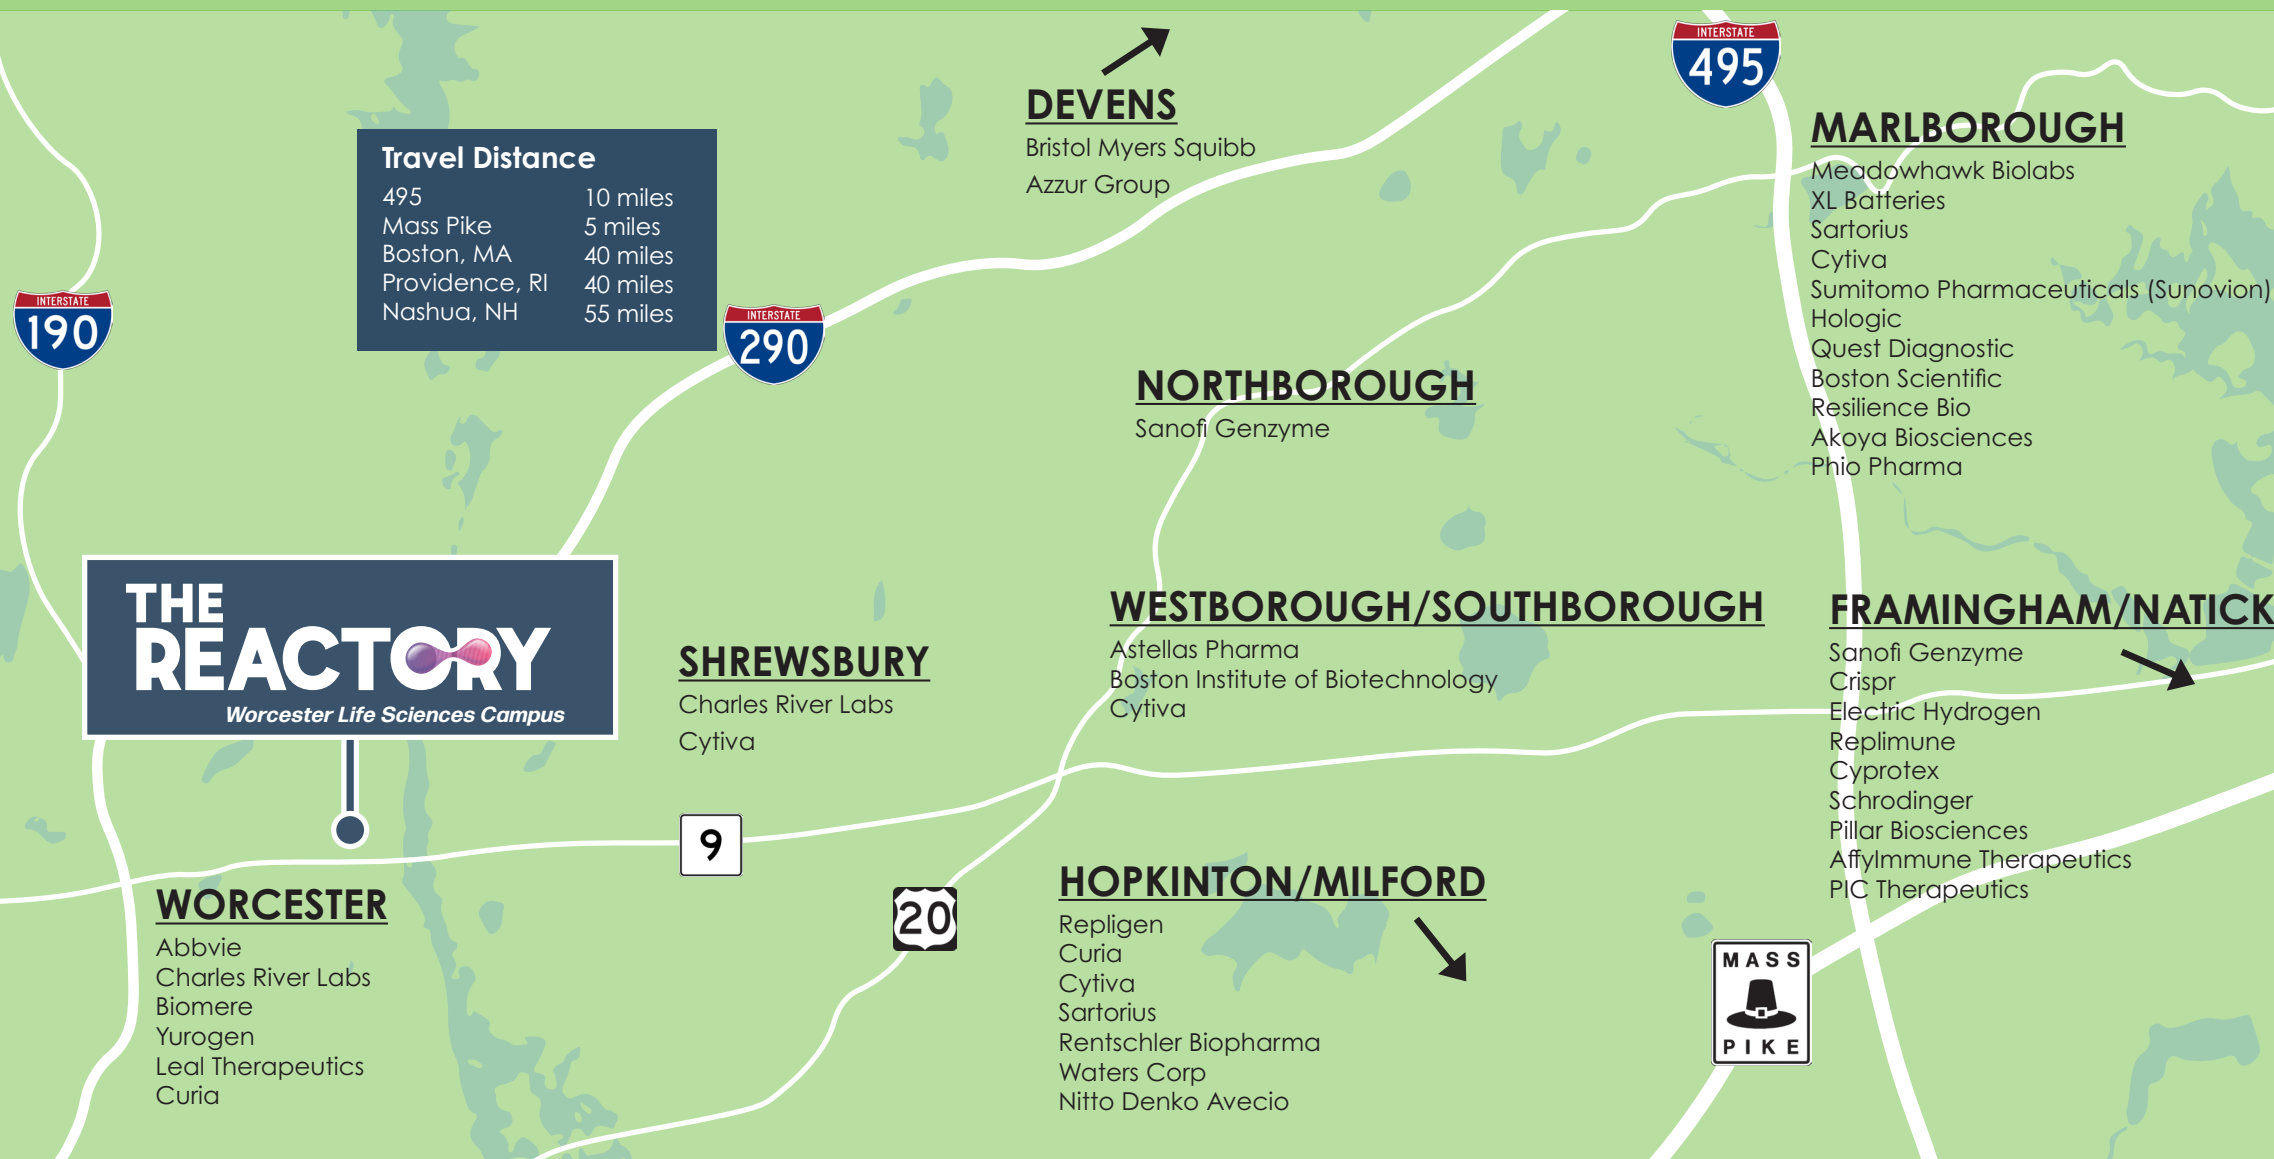 INTERSTATE
495
DEVENS
Bristol Myers Squibb
Azzur Group
MARLBOROUGH
Meadowhawk Biolabs
XL Batteries
Sartorius
Cytiva
Sumitomo Pharmaceuticals (Sunovion)
Hologic
Quest Diagnostic
Boston Scientific
Resilience Bio
Akoya Biosciences
Phio Pharma
Travel Distance
495 10 miles
Mass Pike 5 miles
Boston, MA 40 miles
Providence, RI 40 miles
Nashua, NH 55 miles
INTERSTATE
190
INTERSTATE
290
NORTHBOROUGH
Sanofi Genzyme
THE
REACTORY
Worcester Life Sciences Campus
SHREWSBURY
Charles River Labs
Cytiva
WESTBOROUGH/SOUTHBOROUGH
Astellas Pharma
Boston Institute of Biotechnology
Cytiva
FRAMINGHAM/NATICK
Sanofi Genzyme
Crispr
Electric Hydrogen
Replimune
Cyprotex
Schrodinger
Pillar Biosciences
AffyImmune Therapeutics
PIC Therapeutics
9
20
WORCESTER
Abbvie
Charles River Labs
Biomere
Yurogen
Leal Therapeutics
Curia
HOPKINTON/MILFORD
Repligen
Curia
Cytiva
Sartorius
Rentschler Biopharma
Waters Corp
Nitto Denko Avecio
MASS
PIKE